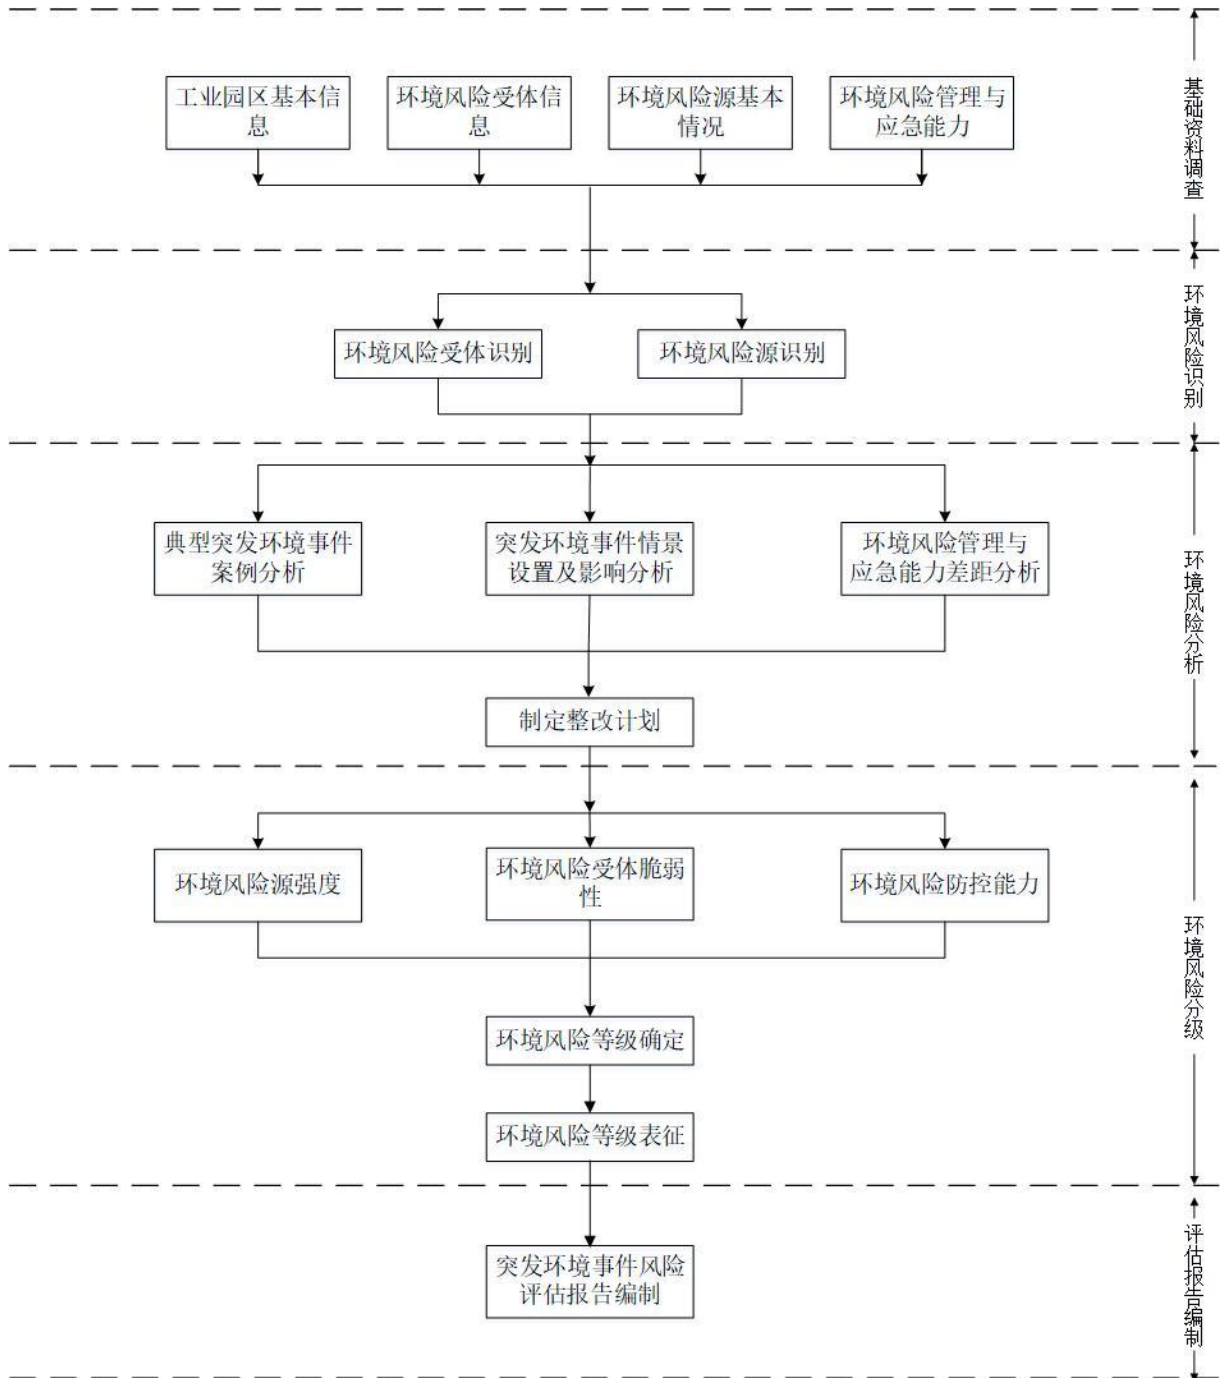 工业园区基本信
息
环境风险受体信
息
环境风险源基本
情况
环境风险管理与
应急能力
基础资料调查
环境风险受体识别
环境风险源识别
环境风险识别
典型突发环境事件
案例分析
突发环境事件情景
设置及影响分析
环境风险管理与
应急能力差距分析
制定整改计划
环境风险分析
环境风险源强度
环境风险受体脆弱
性
环境风险防控能力
环境风险等级确定
环境风险等级表征
环境风险分级
突发环境事件风险
评估报告编制
评估报告编制